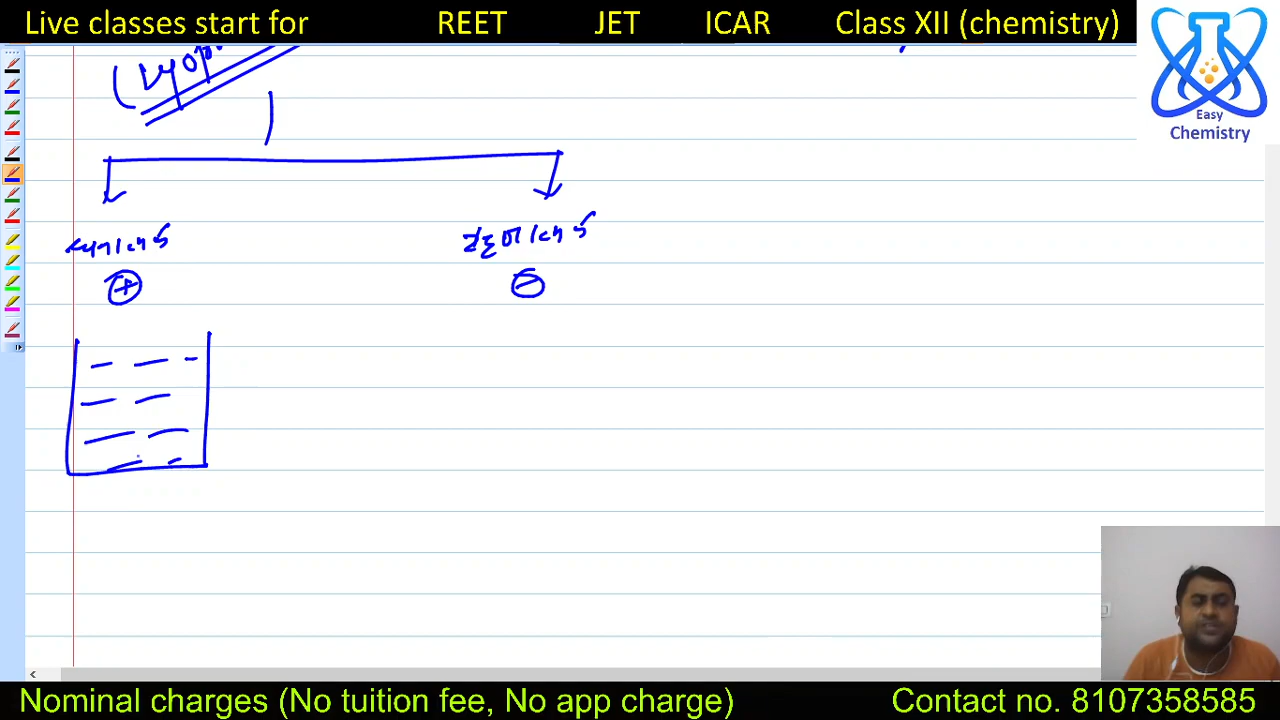 Live classes start for REET JET ICAR Class XII (chemistry)
Easy
Chemistry
⊕ ⊖
Nominal charges (No tuition fee, No app charge) Contact no. 8107358585